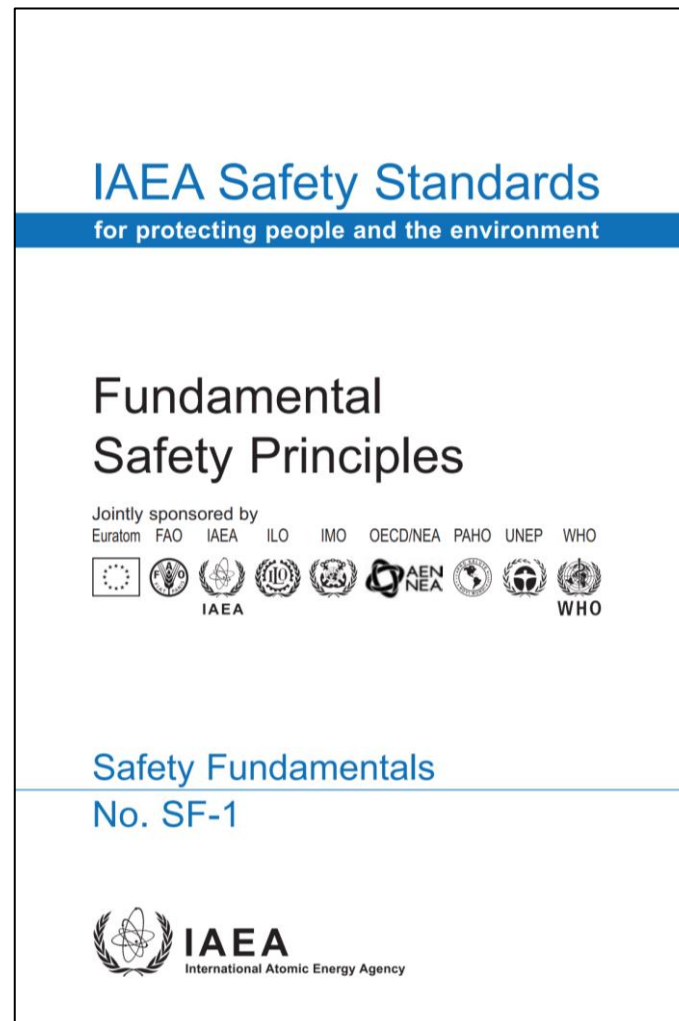 IAEA Safety Standards
for protecting people and the environment
Fundamental
Safety Principles
Jointly sponsored by
Euratom FAO IAEA ILO IMO OECD/NEA PAHO UNEP WHO
FAO ILO AEN
NEA
IAEA WHO
Safety Fundamentals
No. SF-1
IAEA
International Atomic Energy Agency